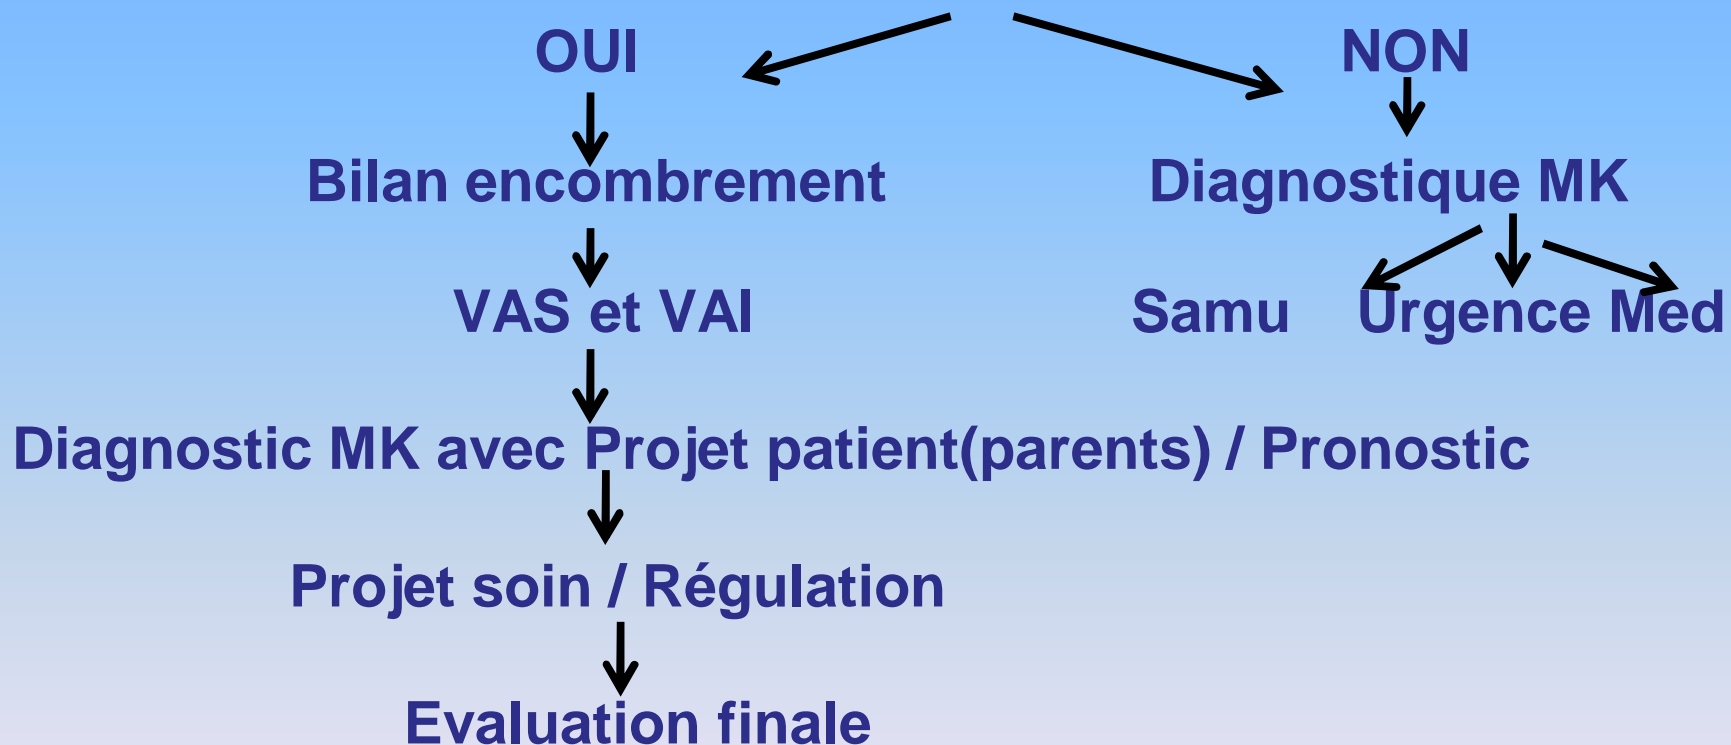 OUI NON
Bilan encombrement Diagnostique MK
VAS et VAI Samu Urgence Med
Diagnostic MK avec Projet patient(parents) / Pronostic
Projet soin / Régulation
Evaluation finale